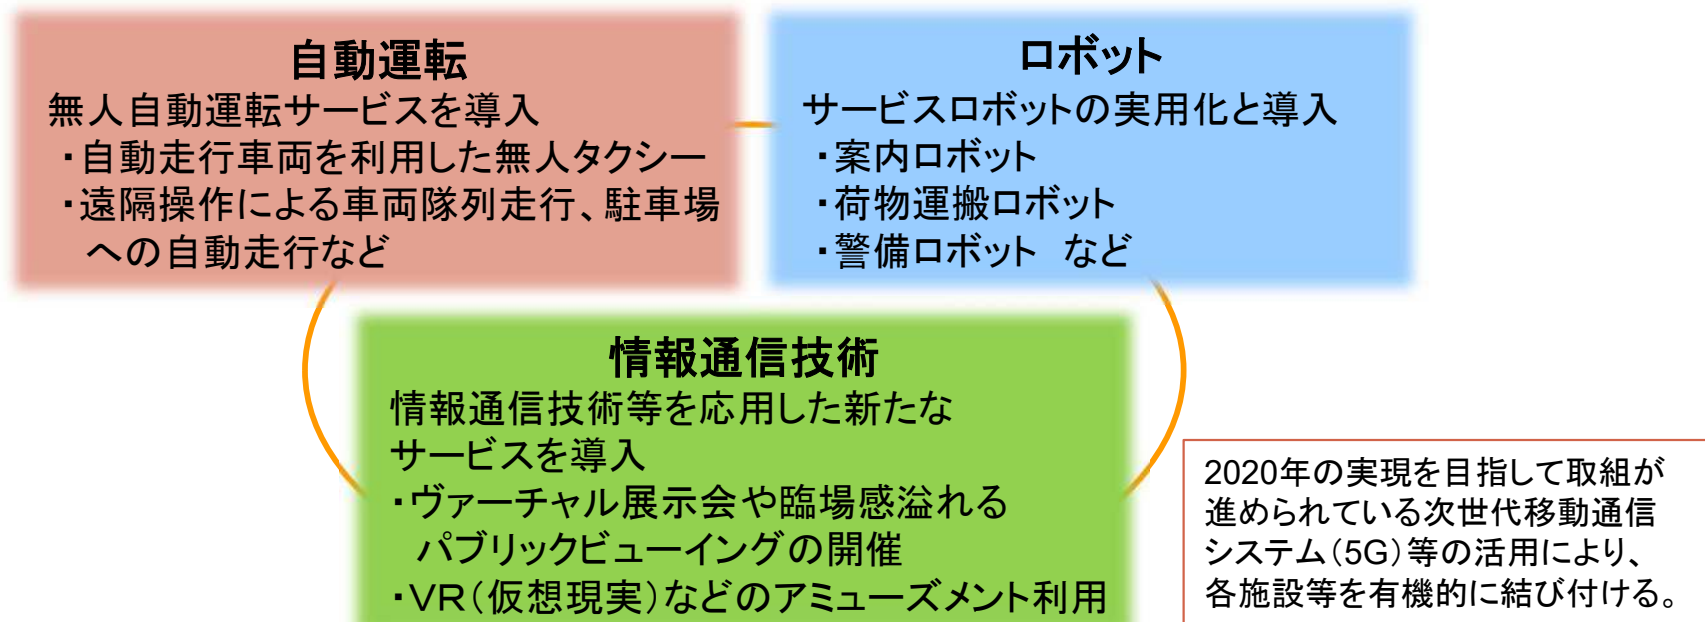 自動運転
無人自動運転サービスを導入
・自動走行車両を利用した無人タクシー
・遠隔操作による車両隊列走行、駐車場
への自動走行など
ロボット
サービスロボットの実用化と導入
・案内ロボット
・荷物運搬ロボット
・警備ロボット　など
情報通信技術
情報通信技術等を応用した新たな
サービスを導入
・ヴァーチャル展示会や臨場感溢れる
パブリックビューイングの開催
・VR(仮想現実)などのアミューズメント利用
2020年の実現を目指して取組が
進められている次世代移動通信
システム(5G)等の活用により、
各施設等を有機的に結び付ける。